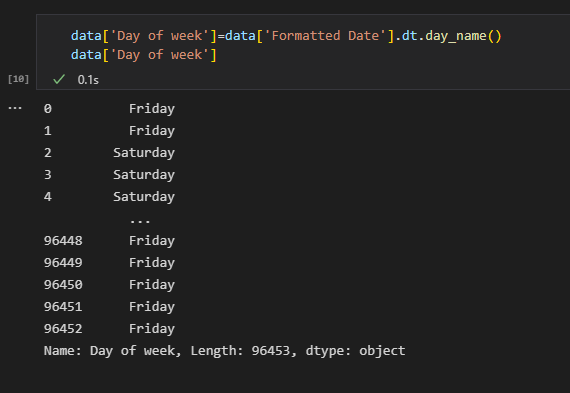 data['Day of week']=data['Formatted Date'].dt.day_name()
data['Day of week']
[10] ✓ 0.1s
... 0 Friday
1 Friday
2 Saturday
3 Saturday
4 Saturday
...
96448 Friday
96449 Friday
96450 Friday
96451 Friday
96452 Friday
Name: Day of week, Length: 96453, dtype: object